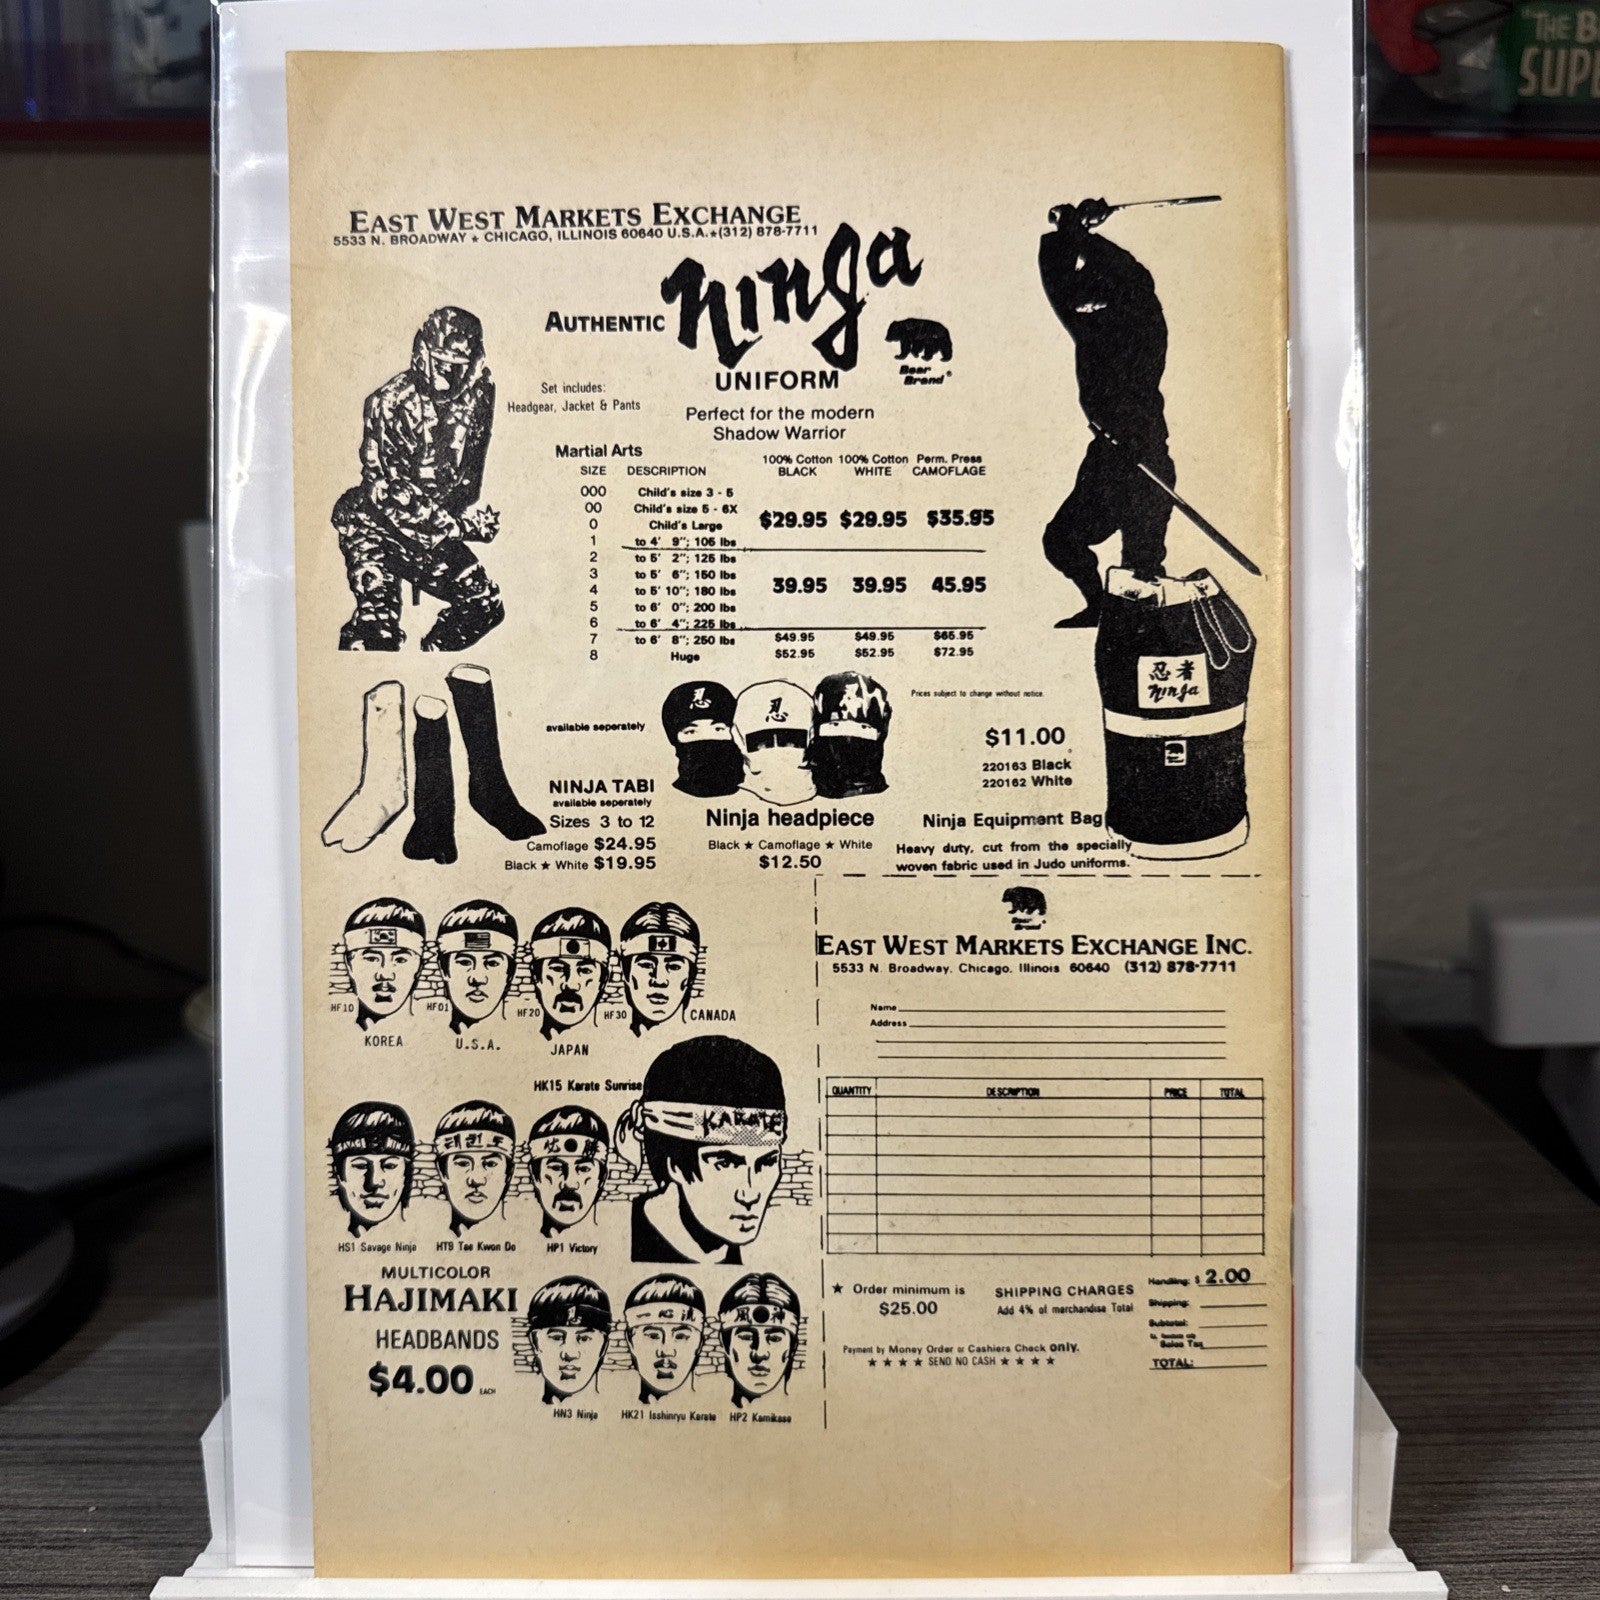 "THE B
SUP
EAST WEST MARKETS EXCHANGE
5533 N. BROADWAY ★ CHICAGO, ILLINOIS 60640 U.S.A.★(312) 878-7711
AUTHENTIC ninja
UNIFORM
Bear
Brand®
Set includes:
Headgear, Jacket & Pants
Perfect for the modern
Shadow Warrior
Martial Arts
SIZE DESCRIPTION 100% Cotton BLACK 100% Cotton WHITE Perm. Press CAMOFLAGE
000 Child's size 3 - 5
00 Child's size 5 - 6X
0 Child's Large $29.95 $29.95 $35.95
1 to 4' 9"; 105 lbs
2 to 5' 2"; 125 lbs
3 to 5' 6"; 150 lbs
4 to 5' 10"; 180 lbs 39.95 39.95 45.95
5 to 6' 0"; 200 lbs
6 to 6' 4"; 225 lbs
7 to 6' 8"; 250 lbs $49.95 $49.95 $65.95
8 Huge $52.95 $52.95 $72.95
Prices subject to change without notice.
忍者
ninja
忍 忍
available seperately
NINJA TABI
available seperately
Sizes 3 to 12
Camoflage $24.95
Black ★ White $19.95
Ninja headpiece
Black ★ Camoflage ★ White
$12.50
$11.00
220163 Black
220162 White
Ninja Equipment Bag
Heavy duty, cut from the specially
woven fabric used in Judo uniforms.
HF10 KOREA
HF01 U.S.A.
HF20 JAPAN
HF30 CANADA
HK15 Karate Sunrise
KARATE
태권도
HS1 Savage Ninja
HT9 Tae Kwon Do
HP1 Victory
MULTICOLOR
HAJIMAKI
HEADBANDS
$4.00 EACH
HN3 Ninja
HK21 Isshinryu Karate
HP2 Kamikase
EAST WEST MARKETS EXCHANGE INC.
5533 N. Broadway, Chicago, Illinois 60640 (312) 878-7711
Name
Address
QUANTITY DESCRIPTION PRICE TOTAL
★ Order minimum is
$25.00
SHIPPING CHARGES
Add 4% of merchandise Total
Payment by Money Order or Cashiers Check only.
★ ★ ★ ★ SEND NO CASH ★ ★ ★ ★
Handling: $ 2.00
Shipping:
Subtotal:
Sales Tax
TOTAL: